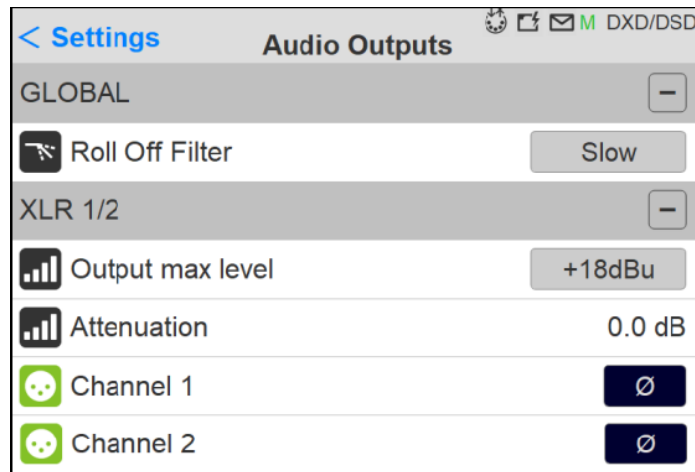 < Settings
Audio Outputs
M DXD/DSD
GLOBAL
−
Roll Off Filter
Slow
XLR 1/2
−
Output max level
+18dBu
Attenuation
0.0 dB
Channel 1
Ø
Channel 2
Ø